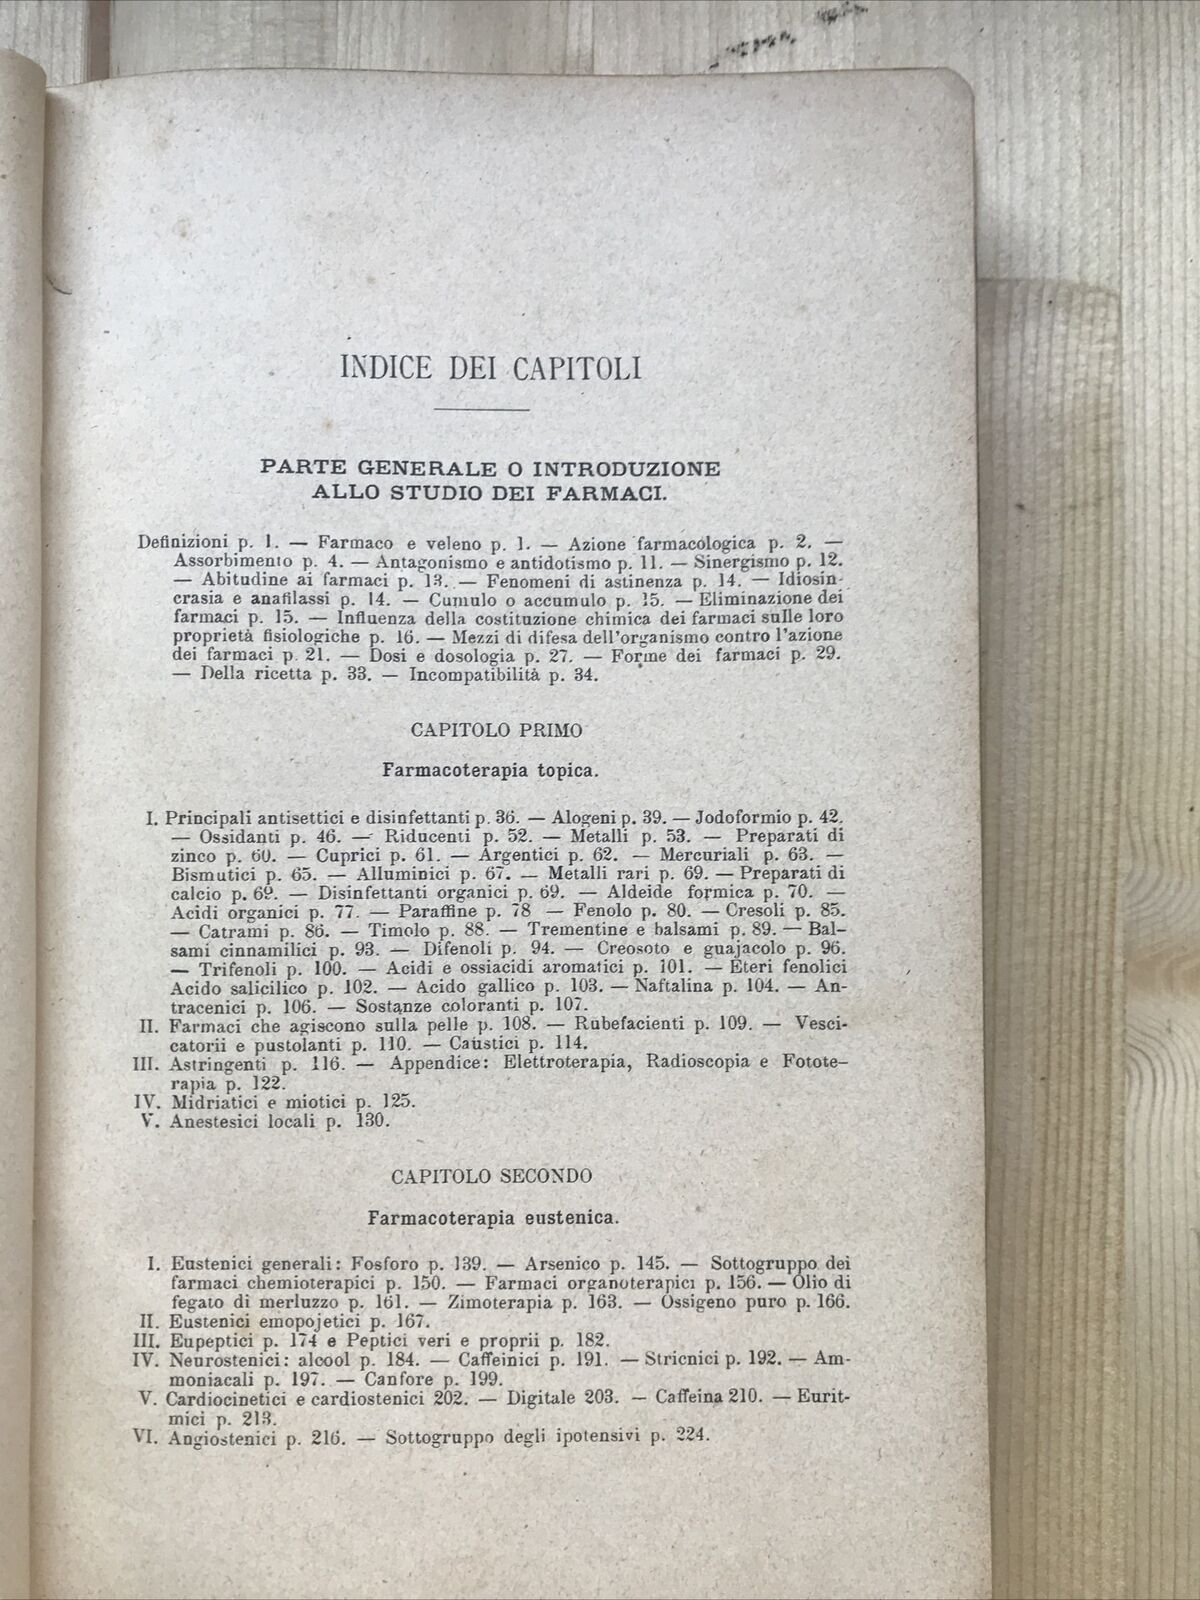 INDICE DEI CAPITOLI
PARTE GENERALE O INTRODUZIONE
ALLO STUDIO DEI FARMACI.
Definizioni p. 1. — Farmaco e veleno p. 1. — Azione farmacologica p. 2. —
Assorbimento p. 4. — Antagonismo e antidotismo p. 11. — Sinergismo p. 12.
— Abitudine ai farmaci p. 13. — Fenomeni di astinenza p. 14. — Idiosin-
crasia e anafilassi p. 14. — Cumulo o accumulo p. 15. — Eliminazione dei
farmaci p. 15. — Influenza della costituzione chimica dei farmaci sulle loro
proprietà fisiologiche p. 16. — Mezzi di difesa dell'organismo contro l'azione
dei farmaci p. 21. — Dosi e dosologia p. 27. — Forme dei farmaci p. 29.
— Della ricetta p. 33. — Incompatibilità p. 34.
CAPITOLO PRIMO
Farmacoterapia topica.
I. Principali antisettici e disinfettanti p. 36. — Alogeni p. 39. — Jodoformio p. 42.
— Ossidanti p. 46. — Riducenti p. 52. — Metalli p. 53. — Preparati di
zinco p. 60. — Cuprici p. 61. — Argentici p. 62. — Mercuriali p. 63. —
Bismutici p. 65. — Alluminici p. 67. — Metalli rari p. 69. — Preparati di
calcio p. 69. — Disinfettanti organici p. 69. — Aldeide formica p. 70. —
Acidi organici p. 77. — Paraffine p. 78 — Fenolo p. 80. — Cresoli p. 85.
— Catrami p. 86. — Timolo p. 88. — Trementine e balsami p. 89. — Bal-
sami cinnamilici p. 93. — Difenoli p. 94. — Creosoto e guajacolo p. 96.
— Trifenoli p. 100. — Acidi e ossiacidi aromatici p. 101. — Eteri fenolici
Acido salicilico p. 102. — Acido gallico p. 103. — Naftalina p. 104. — An-
tracenici p. 106. — Sostanze coloranti p. 107.
II. Farmaci che agiscono sulla pelle p. 108. — Rubefacienti p. 109. — Vesci-
catorii e pustolanti p. 110. — Caustici p. 114.
III. Astringenti p. 116. — Appendice: Elettroterapia, Radioscopia e Fotote-
rapia p. 122.
IV. Midriatici e miotici p. 125.
V. Anestesici locali p. 130.
CAPITOLO SECONDO
Farmacoterapia eustenica.
I. Eustenici generali: Fosforo p. 139. — Arsenico p. 145. — Sottogruppo dei
farmaci chemioterapici p. 150. — Farmaci organoterapici p. 156. — Olio di
fegato di merluzzo p. 161. — Zimoterapia p. 163. — Ossigeno puro p. 166.
II. Eustenici emopojetici p. 167.
III. Eupeptici p. 174 e Peptici veri e proprii p. 182.
IV. Neurostenici: alcool p. 184. — Caffeinici p. 191. — Stricnici p. 192. — Am-
moniacali p. 197. — Canfore p. 199.
V. Cardiocinetici e cardiostenici 202. — Digitale 203. — Caffeina 210. — Eurit-
mici p. 213.
VI. Angiostenici p. 216. — Sottogruppo degli ipotensivi p. 224.